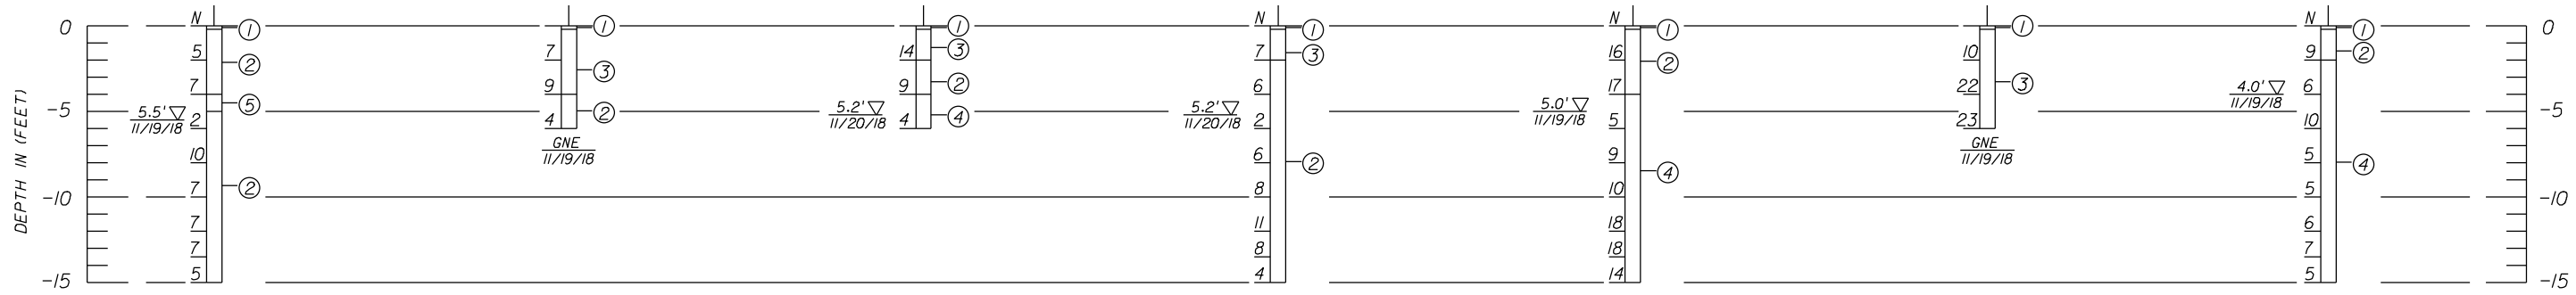 0 N ① N ① ① N ① N ① ① N ① 0
5 ② 7 ③ 14 ③ 7 ③ 16 ② 10 ③ 9 ②
7 ⑤ 9 ② 9 ② 6 17 22 6
-5 5.5' 5.2' 5.2' 5.0' 4.0' -5
11/19/18 11/20/18 11/20/18 11/19/18 11/19/18
2 4 4 ④ 2 5 23 10
GNE GNE
11/19/18 11/19/18
DEPTH IN (FEET)
10 6 ② 9 ④ 5 ④
-10 7 ② 8 10 5 -10
7 11 18 6
7 8 18 7
-15 5 4 14 5 -15